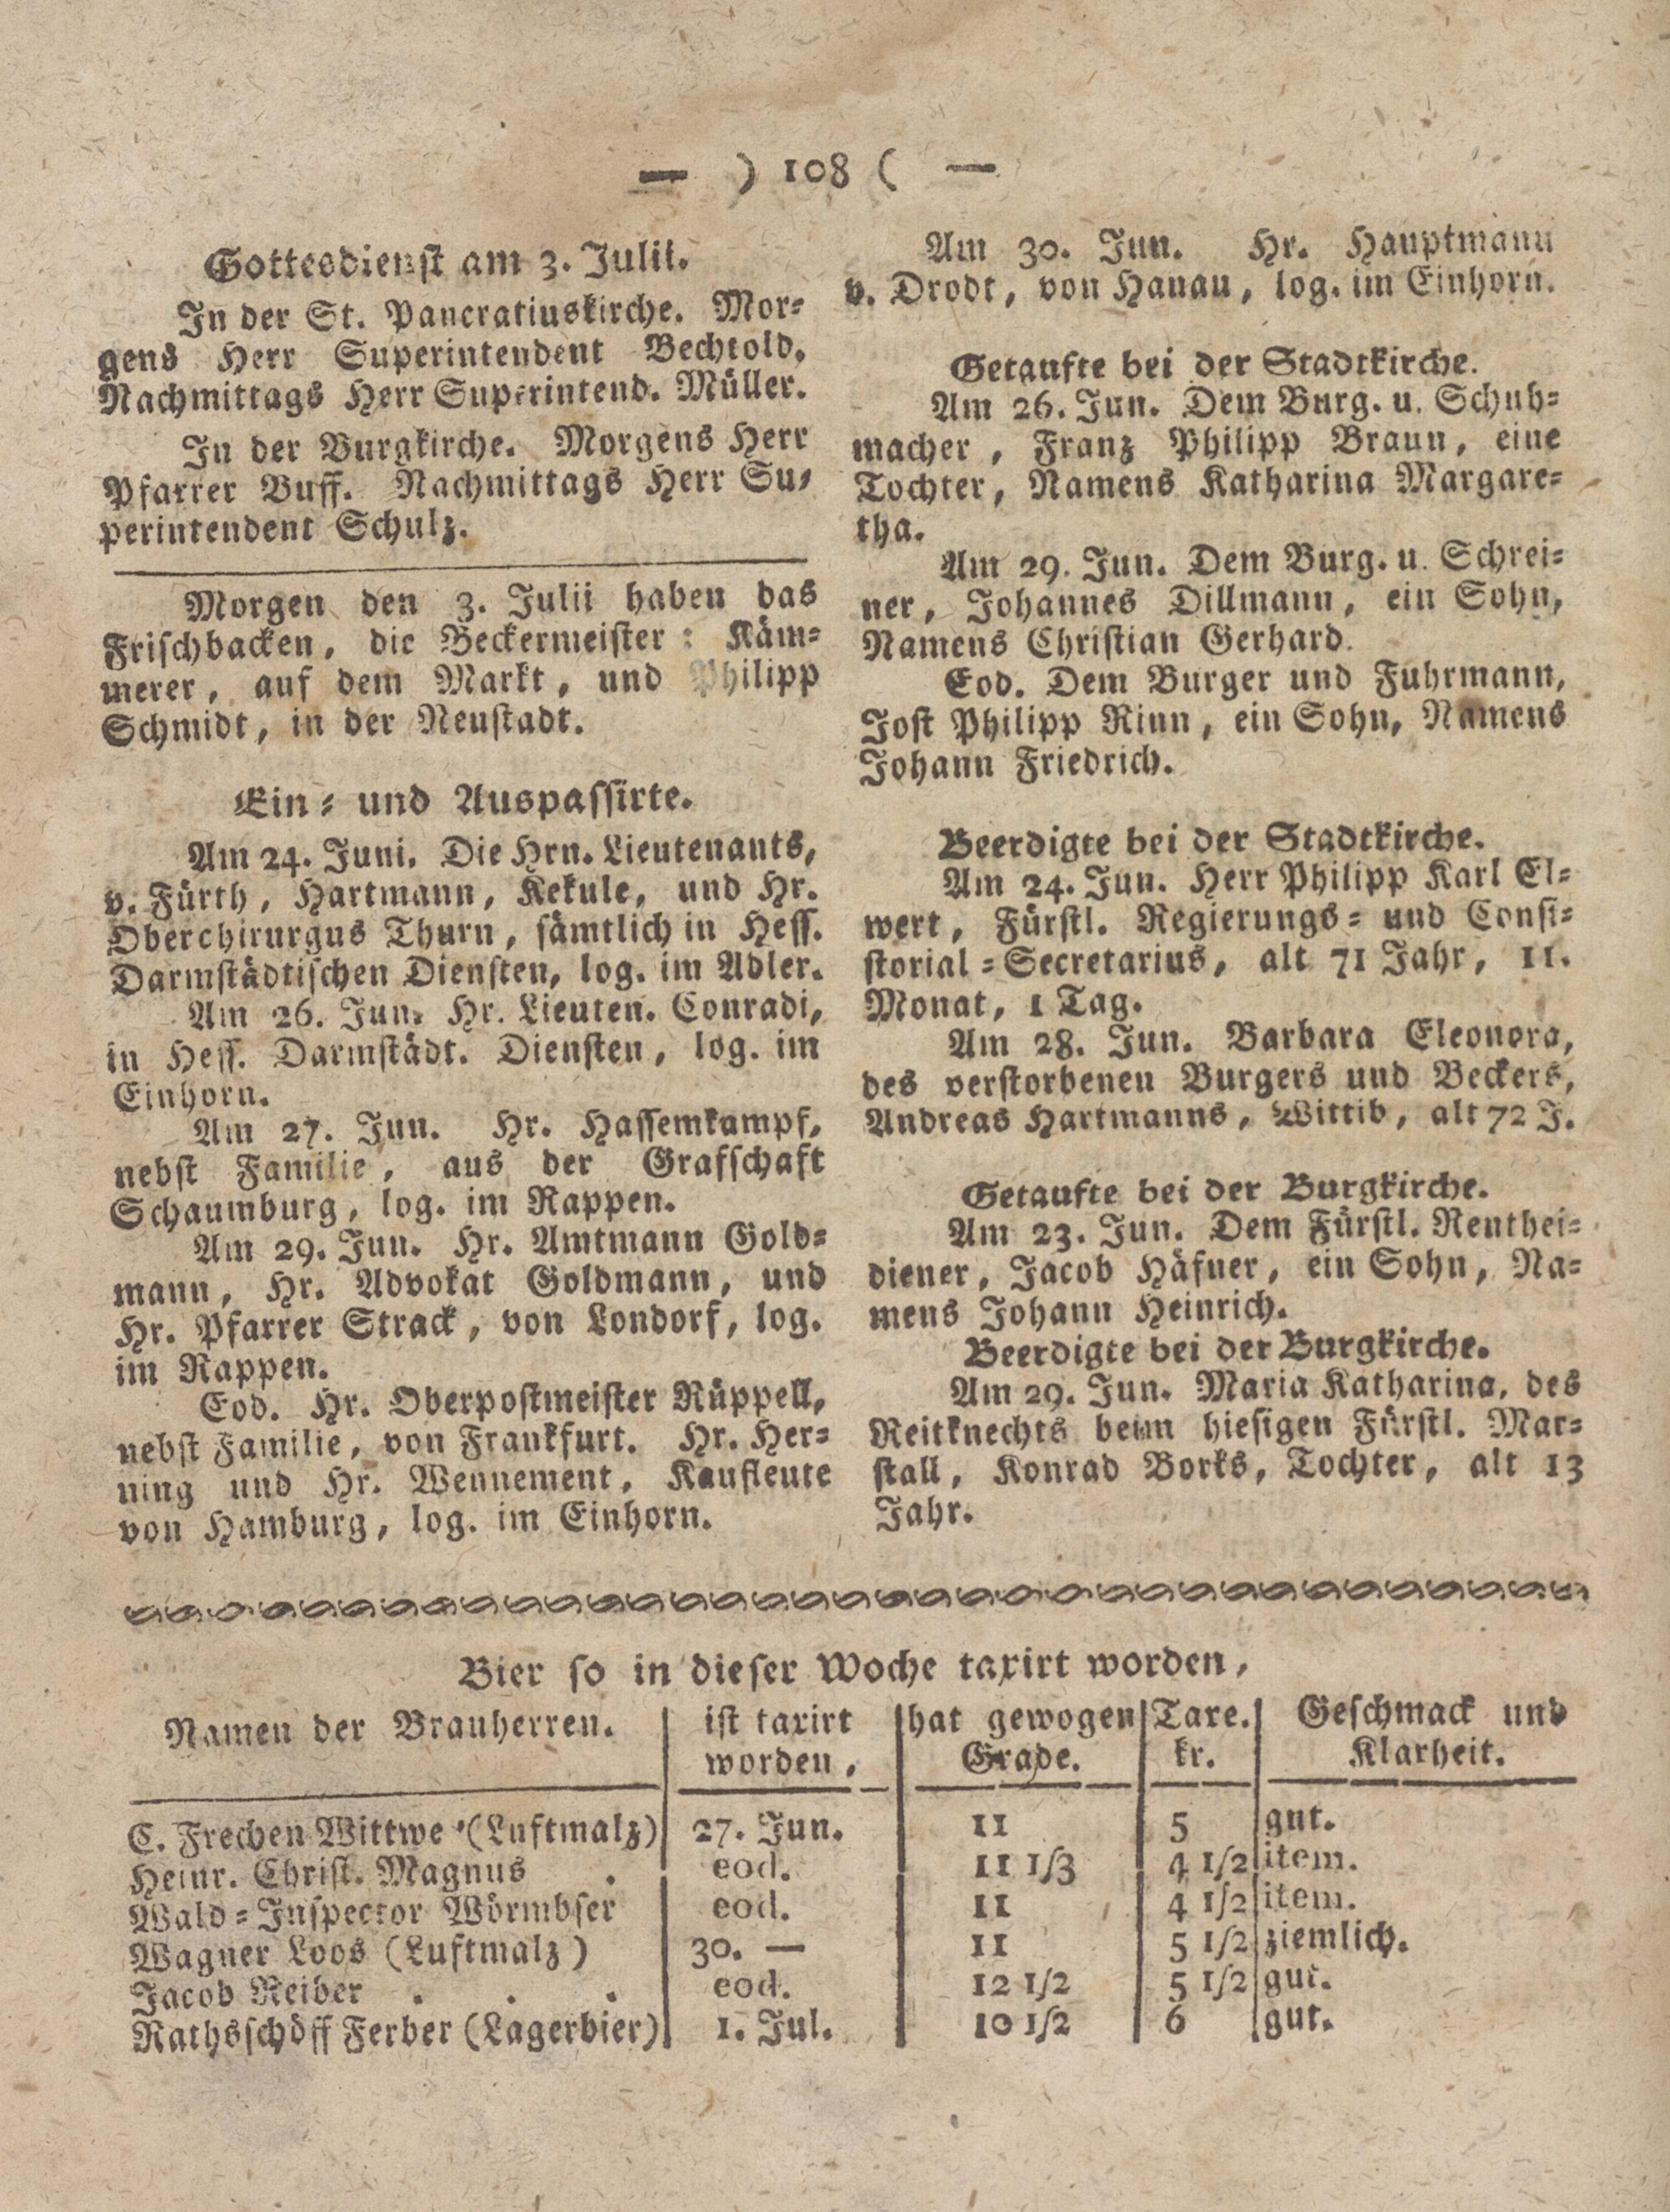 — ) 108 ( —
Gottesdienst am 3. Julii.
In der St. Pancratiuskirche. Mor-
gens Herr Superintendent Bechtold,
Nachmittags Herr Superintend. Müller.
In der Burgkirche. Morgens Herr
Pfarrer Buff. Nachmittags Herr Su-
perintendent Schulz.
Morgen den 3. Julii haben das
Frischbacken, die Beckermeister: Käm-
merer, auf dem Markt, und Philipp
Schmidt, in der Neustadt.
Ein- und Auspassirte.
Am 24. Juni. Die Hrn. Lieutenants,
v. Fürth, Hartmann, Kekule, und Hr.
Oberchirurgus Thurn, sämtlich in Hess.
Darmstädtischen Diensten, log. im Adler.
Am 26. Jun. Hr. Lieuten. Conradi,
in Hess. Darmstädt. Diensten, log. im
Einhorn.
Am 27. Jun. Hr. Hassemkampf,
nebst Familie, aus der Grafschaft
Schaumburg, log. im Rappen.
Am 29. Jun. Hr. Amtmann Gold-
mann, Hr. Advokat Goldmann, und
Hr. Pfarrer Strack, von Londorf, log.
im Rappen.
Eod. Hr. Oberpostmeister Rüppell,
nebst Familie, von Frankfurt. Hr. Her-
ning und Hr. Wennement, Kaufleute
von Hamburg, log. im Einhorn.
Am 30. Jun. Hr. Hauptmann
v. Drodt, von Hanau, log. im Einhorn.
Getaufte bei der Stadtkirche.
Am 26. Jun. Dem Burg. u. Schuh-
macher, Franz Philipp Braun, eine
Tochter, Namens Katharina Margare-
tha.
Am 29. Jun. Dem Burg. u. Schrei-
ner, Johannes Dillmann, ein Sohn,
Namens Christian Gerhard.
Eod. Dem Burger und Fuhrmann,
Jost Philipp Rinn, ein Sohn, Namens
Johann Friedrich.
Beerdigte bei der Stadtkirche.
Am 24. Jun. Herr Philipp Karl El-
wert, Fürstl. Regierungs- und Consi-
storial-Secretarius, alt 71 Jahr, 11.
Monat, 1 Tag.
Am 28. Jun. Barbara Eleonora,
des verstorbenen Burgers und Beckers,
Andreas Hartmanns, Wittib, alt 72 J.
Getaufte bei der Burgkirche.
Am 23. Jun. Dem Fürstl. Renthei-
diener, Jacob Häfner, ein Sohn, Na-
mens Johann Heinrich.
Beerdigte bei der Burgkirche.
Am 29. Jun. Maria Katharina, des
Reitknechts beim hiesigen Fürstl. Mar-
stall, Konrad Borks, Tochter, alt 13
Jahr.
Bier so in dieser Woche taxirt worden,
Namen der Brauherren. | ist taxirt | hat gewogen | Taxe. | Geschmack und
worden, | Grade. | kr. | Klarheit.
C. Frechen Wittwe (Luftmalz) | 27. Jun. | 11 | 5 | gut.
Heinr. Christ. Magnus . | eod. | 11 1/3 | 4 1/2 | item.
Wald-Inspector Wörmbser | eod. | 11 | 4 1/2 | item.
Wagner Loos (Luftmalz) | 30. — | 11 | 5 1/2 | ziemlich.
Jacob Reiber . . . | eod. | 12 1/2 | 5 1/2 | gut.
Rathsschöff Ferber (Lagerbier) | 1. Jul. | 10 1/2 | 6 | gut.